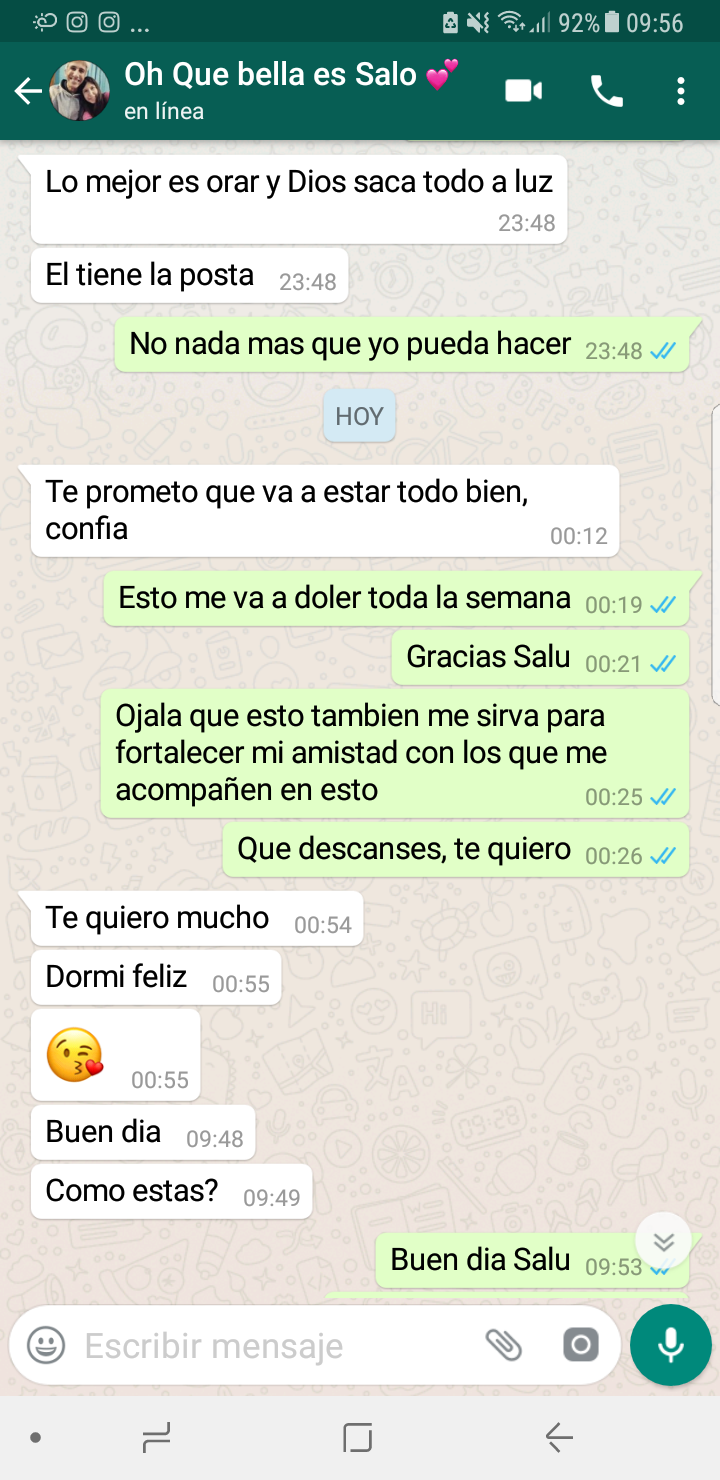 ... 92% 09:56
Oh Que bella es Salo 💕
en línea
Lo mejor es orar y Dios saca todo a luz
23:48
El tiene la posta 23:48
No nada mas que yo pueda hacer 23:48
HOY
Te prometo que va a estar todo bien,
confia 00:12
Esto me va a doler toda la semana 00:19
Gracias Salu 00:21
Ojala que esto tambien me sirva para
fortalecer mi amistad con los que me
acompañen en esto 00:25
Que descanses, te quiero 00:26
Te quiero mucho 00:54
Dormi feliz 00:55
😘 00:55
Buen dia 09:48
Como estas? 09:49
Buen dia Salu 09:53
Escribir mensaje